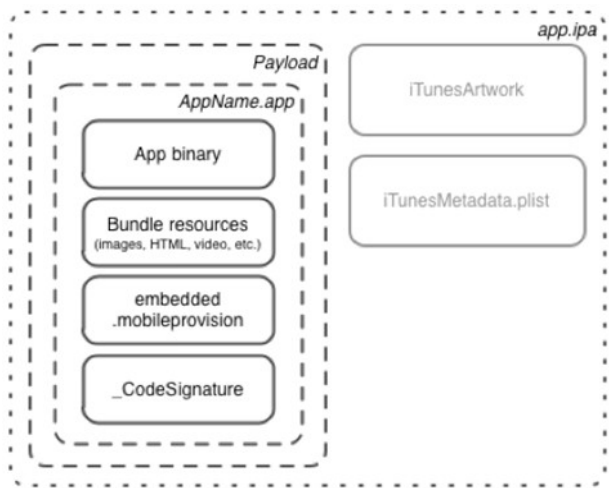 app.ipa
Payload
AppName.app
App binary
Bundle resources
(images, HTML, video, etc.)
embedded
.mobileprovision
_CodeSignature
iTunesArtwork
iTunesMetadata.plist